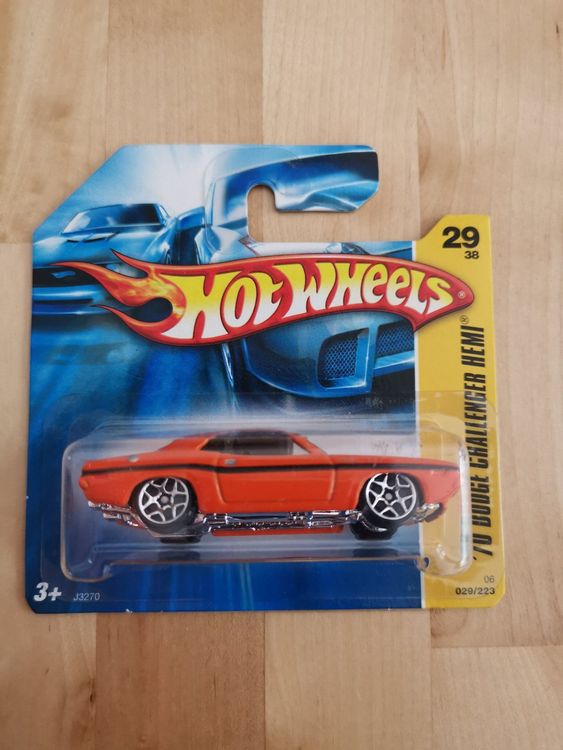 29
38
HOT WHEELS®
'70 DODGE CHALLENGER HEMI®
06
029/223
3+
J3270